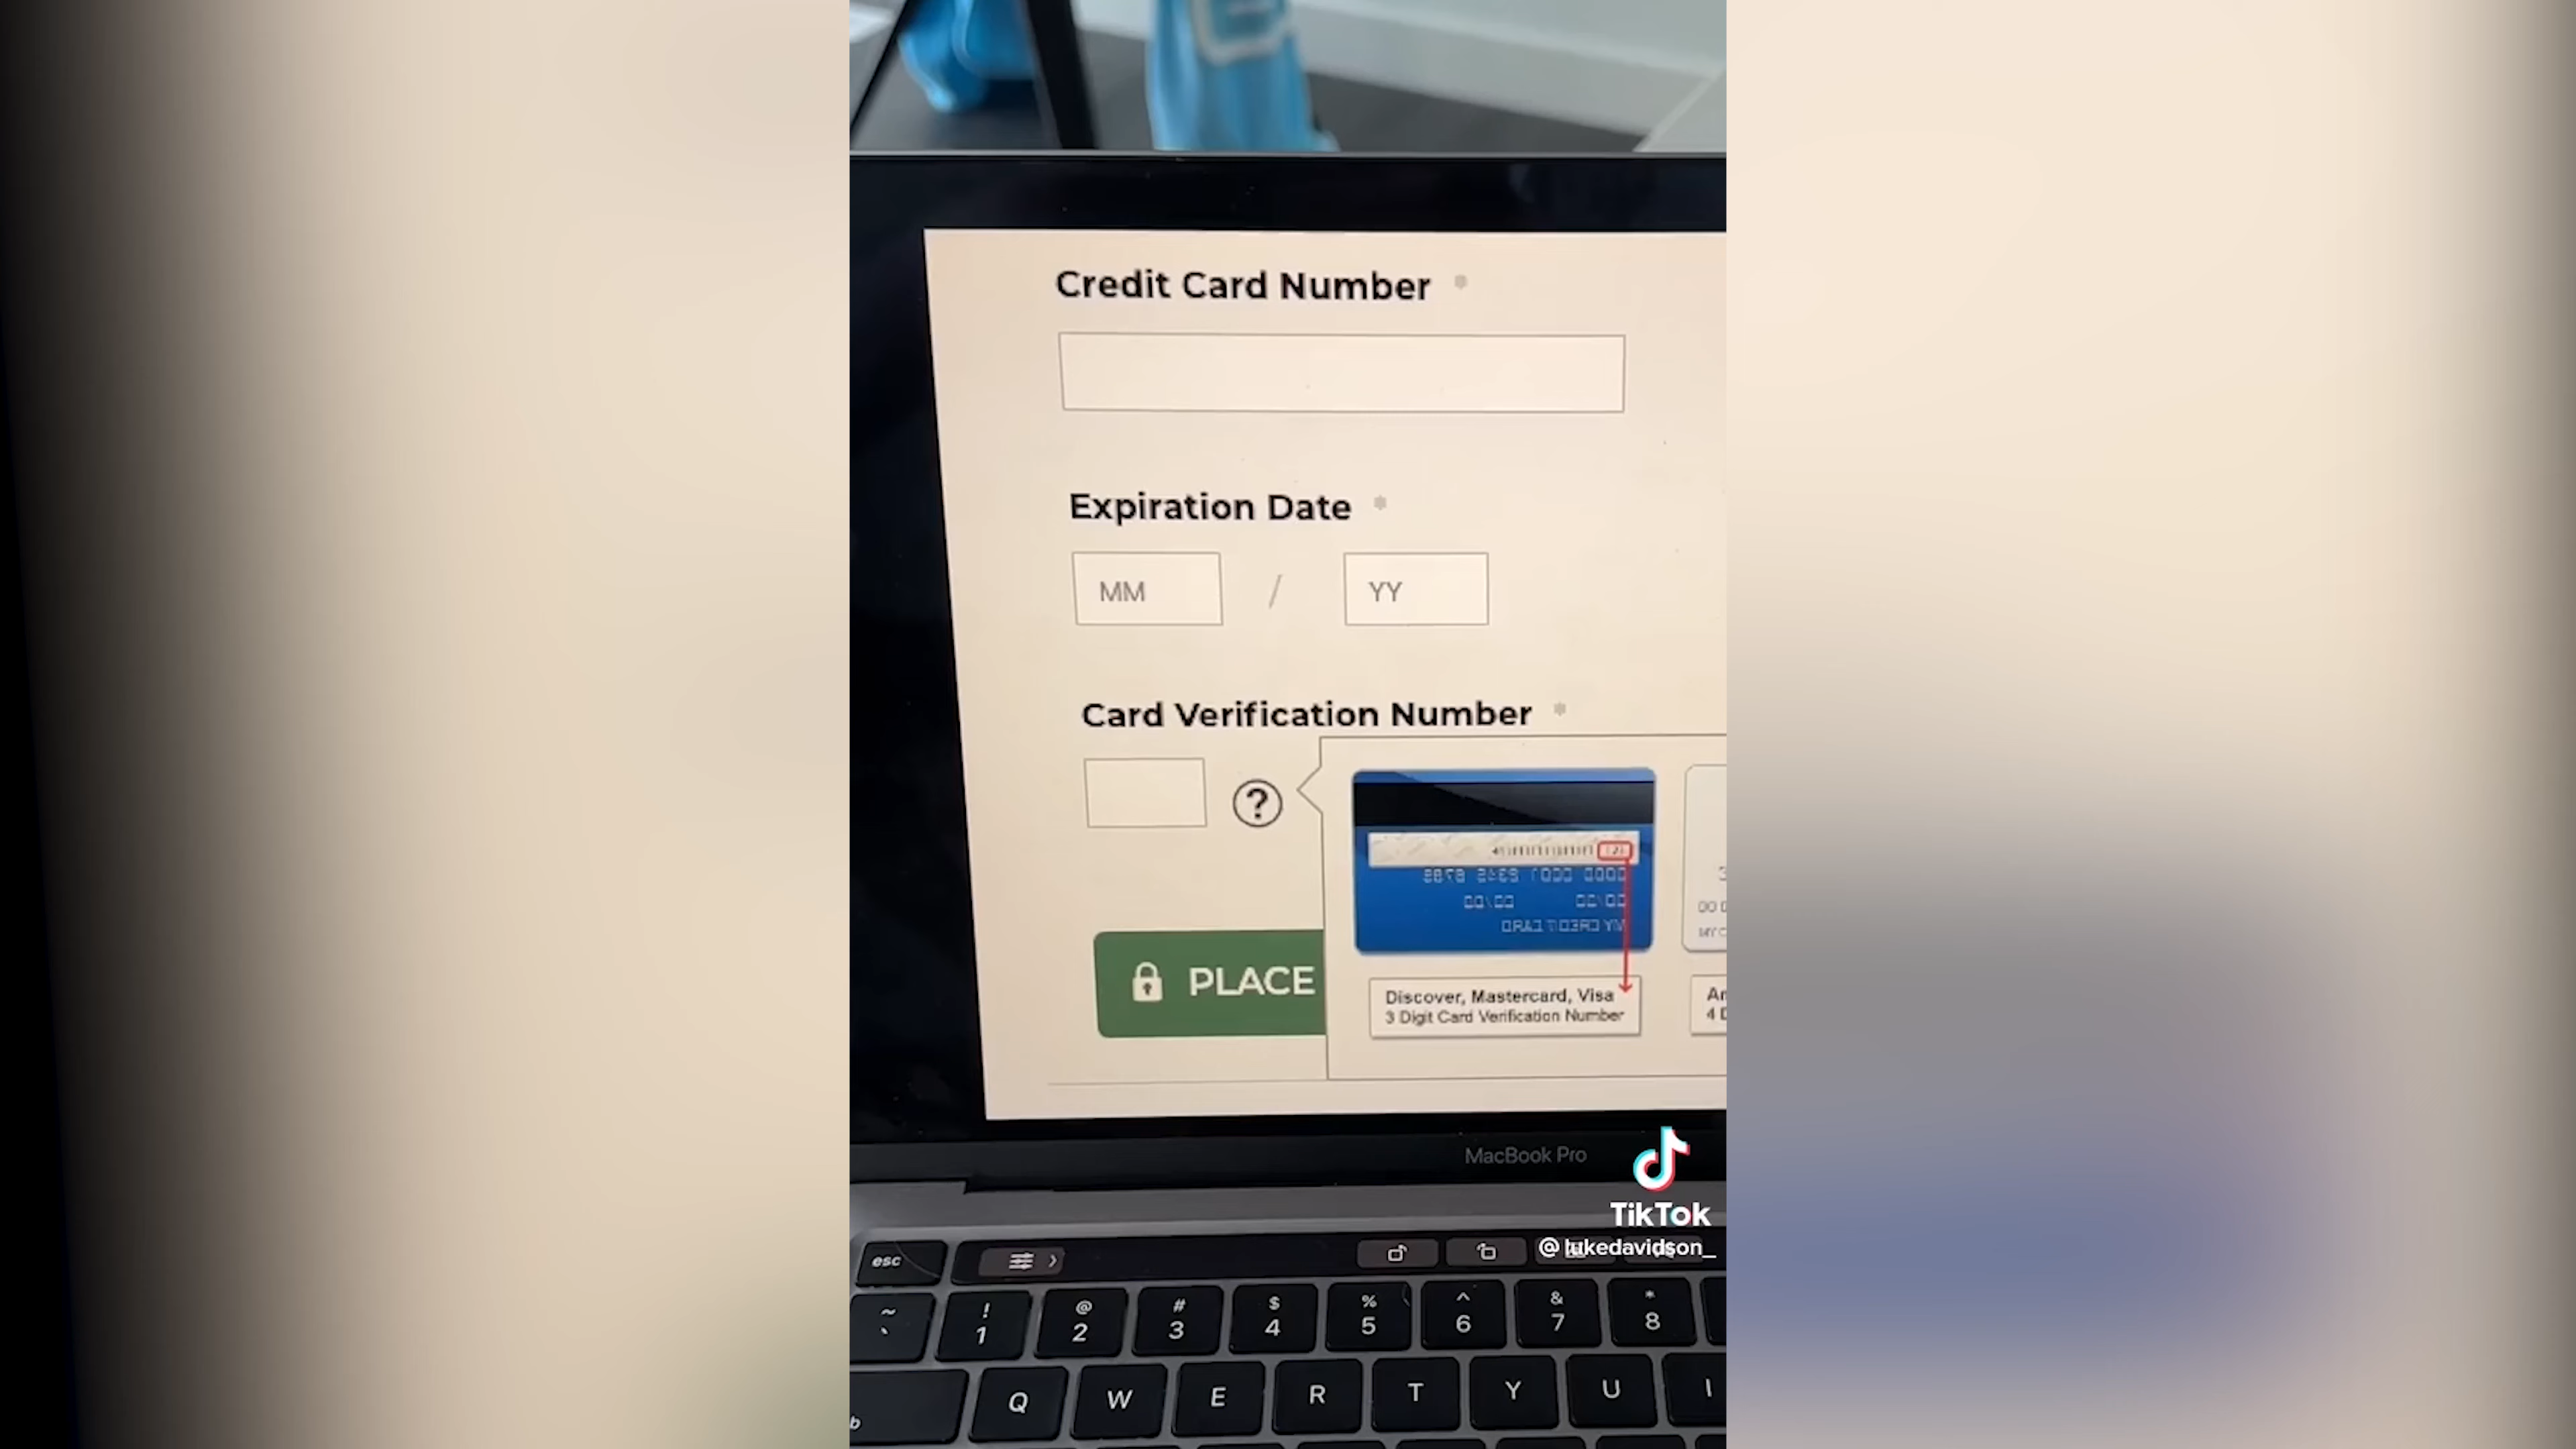 Credit Card Number *
Expiration Date *
MM / YY
Card Verification Number *
?
PLACE
Discover, Mastercard, Visa
3 Digit Card Verification Number
4 D
MacBook Pro
TikTok
@lukedavidson_
esc
~ ! @ # $ % ^ & *
` 1 2 3 4 5 6 7 8
Q W E R T Y U I
b